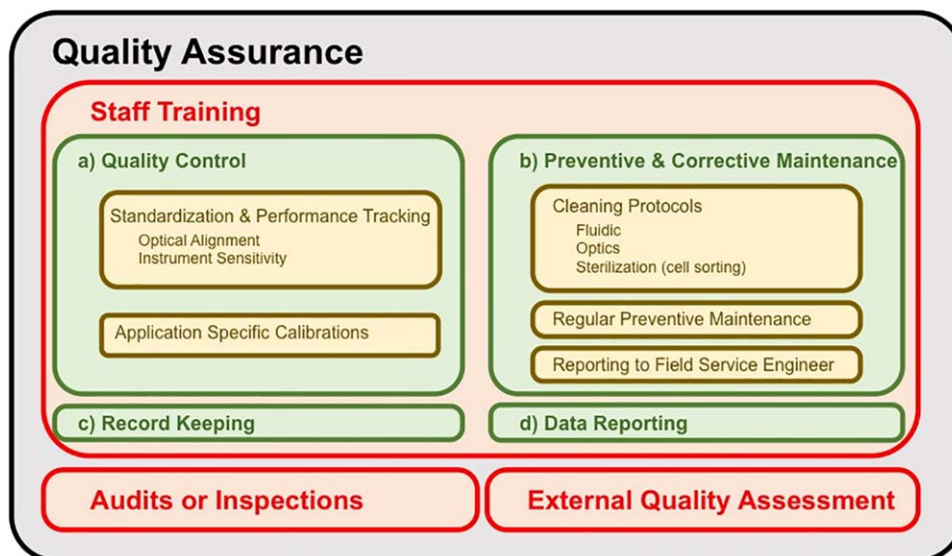 Quality Assurance
Staff Training
a) Quality Control
Standardization & Performance Tracking
Optical Alignment
Instrument Sensitivity
Application Specific Calibrations
b) Preventive & Corrective Maintenance
Cleaning Protocols
Fluidic
Optics
Sterilization (cell sorting)
Regular Preventive Maintenance
Reporting to Field Service Engineer
c) Record Keeping
d) Data Reporting
Audits or Inspections
External Quality Assessment